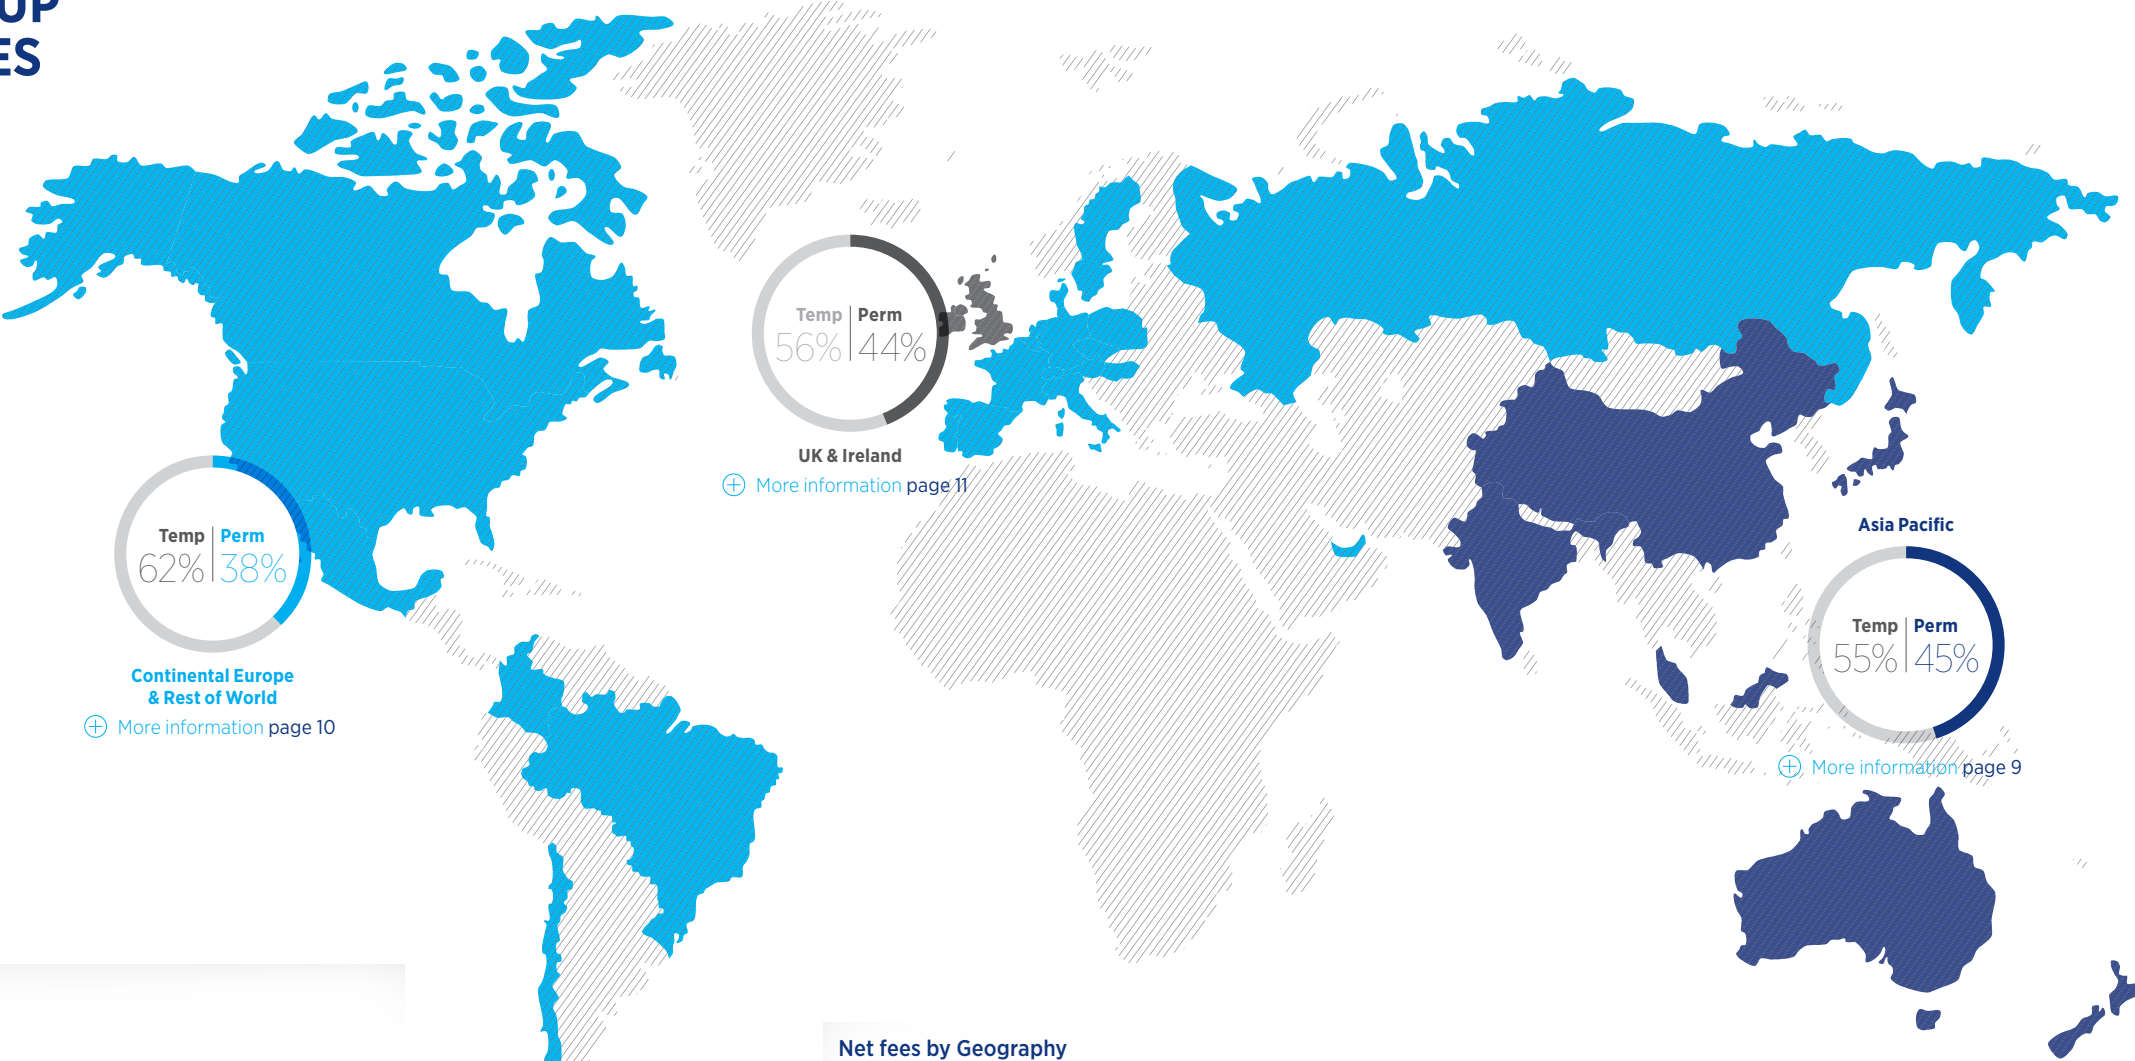 UP
ES
Temp Perm
56% 44%
UK & Ireland
More information page 11
Temp Perm
62% 38%
Continental Europe
& Rest of World
More information page 10
Asia Pacific
Temp Perm
55% 45%
More information page 9
Net fees by Geography